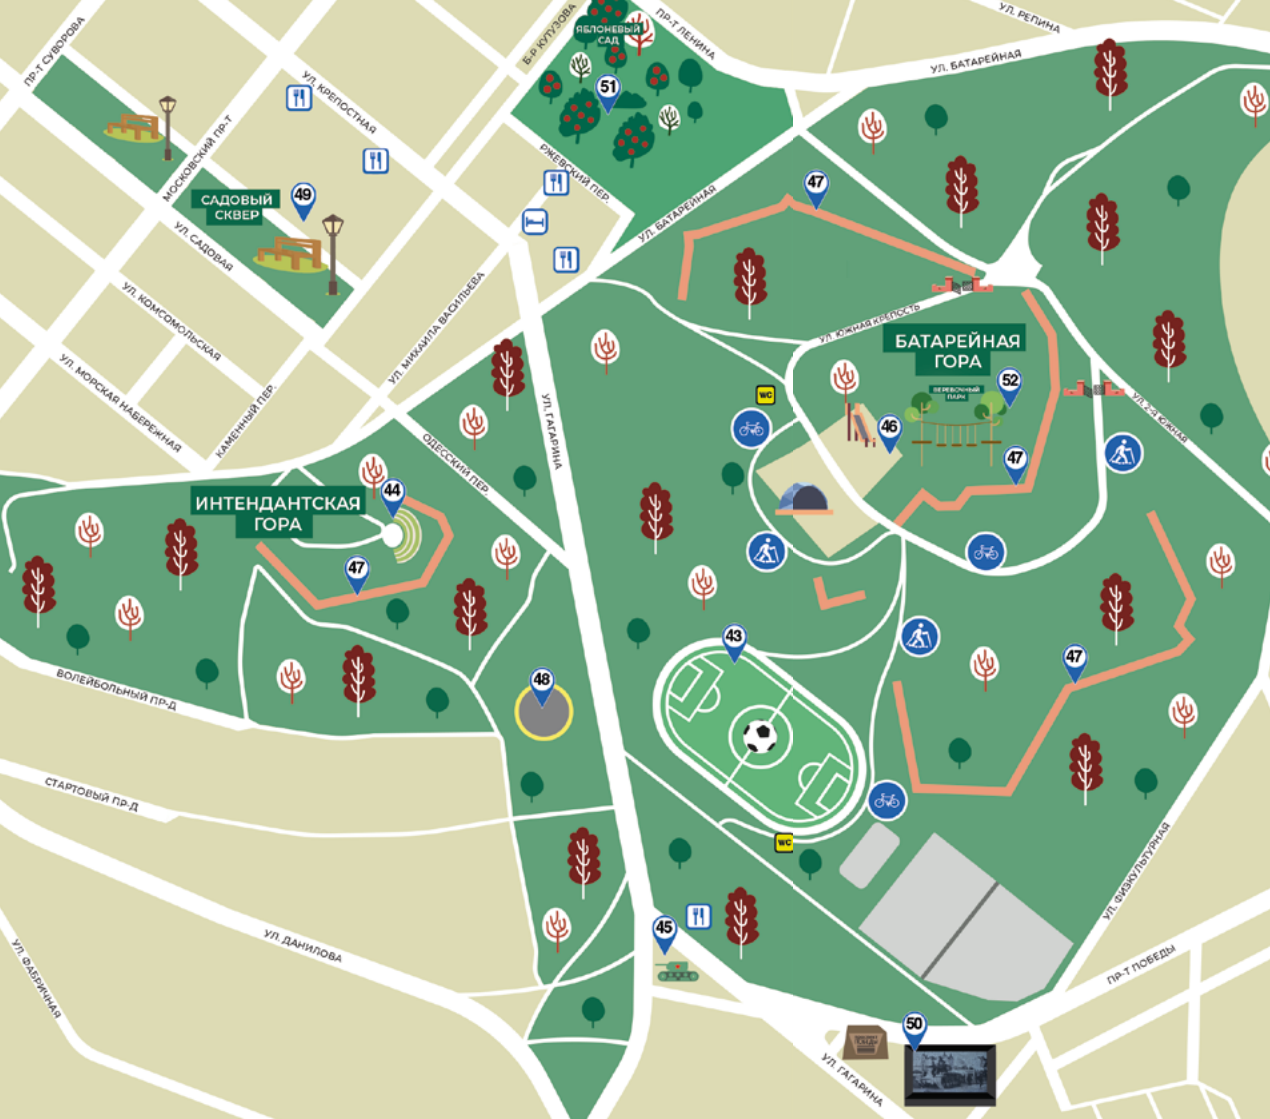 ПР-Т СУВОРОВА
Б-Р КУТУЗОВА
ЯБЛОНЕВЫЙ
САД
ПР-Т ЛЕНИНА
УЛ. РЕПИНА
УЛ. БАТАРЕЙНАЯ
УЛ. КРЕПОСТНАЯ
51
МОСКОВСКИЙ ПР-Т
РЖЕВСКИЙ ПЕР.
47
49
САДОВЫЙ
СКВЕР
УЛ. БАТАРЕЙНАЯ
УЛ. САДОВАЯ
УЛ. КОМСОМОЛЬСКАЯ
УЛ. МИХАИЛА ВАСИЛЬЕВА
УЛ. ЮЖНАЯ КРЕПОСТЬ
БАТАРЕЙНАЯ
ГОРА
52
ВЕРЕВОЧНЫЙ
ПАРК
WC
УЛ. МОРСКАЯ НАБЕРЕЖНАЯ
КАМЕННЫЙ ПЕР.
УЛ. ГАГАРИНА
УЛ. 2-Я ЮЖНАЯ
46
ОДЕССКИЙ ПЕР.
47
ИНТЕНДАНТСКАЯ
ГОРА
44
47
43
47
48
ВОЛЕЙБОЛЬНЫЙ ПР-Д
СТАРТОВЫЙ ПР-Д
WC
УЛ. ФИЗКУЛЬТУРНАЯ
УЛ. ДАНИЛОВА
45
УЛ. ФАБРИЧНАЯ
ПР-Т ПОБЕДЫ
50
УЛ. ГАГАРИНА